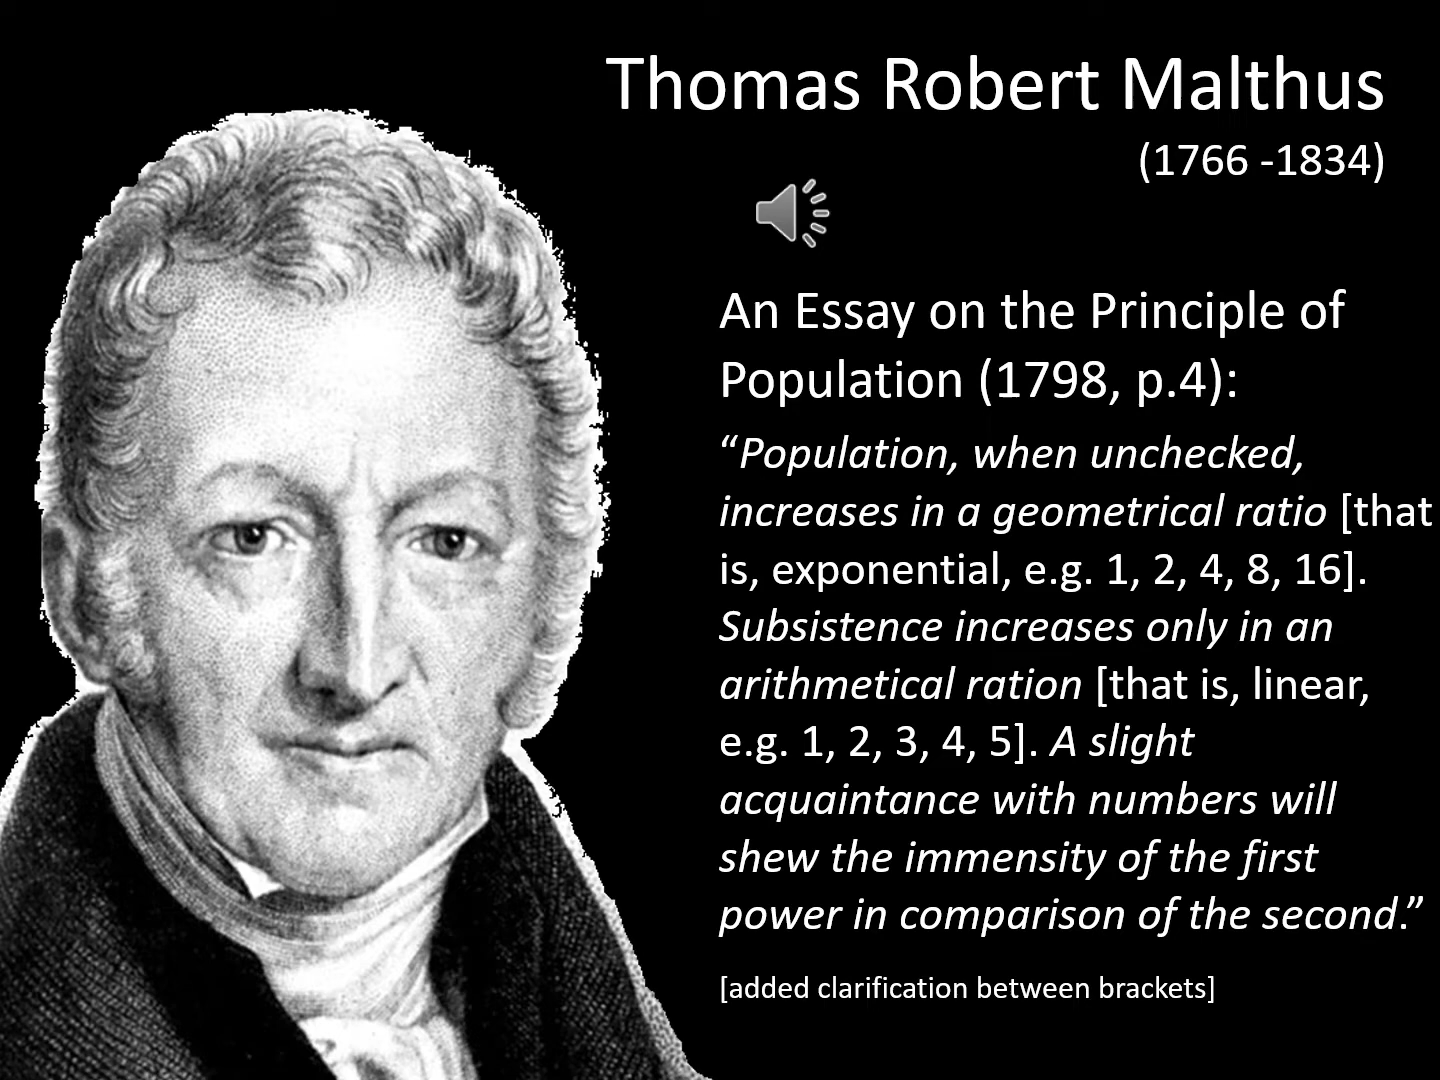 Thomas Robert Malthus
(1766 -1834)
An Essay on the Principle of
Population (1798, p.4):
“Population, when unchecked,
increases in a geometrical ratio [that
is, exponential, e.g. 1, 2, 4, 8, 16].
Subsistence increases only in an
arithmetical ration [that is, linear,
e.g. 1, 2, 3, 4, 5]. A slight
acquaintance with numbers will
shew the immensity of the first
power in comparison of the second.”
[added clarification between brackets]